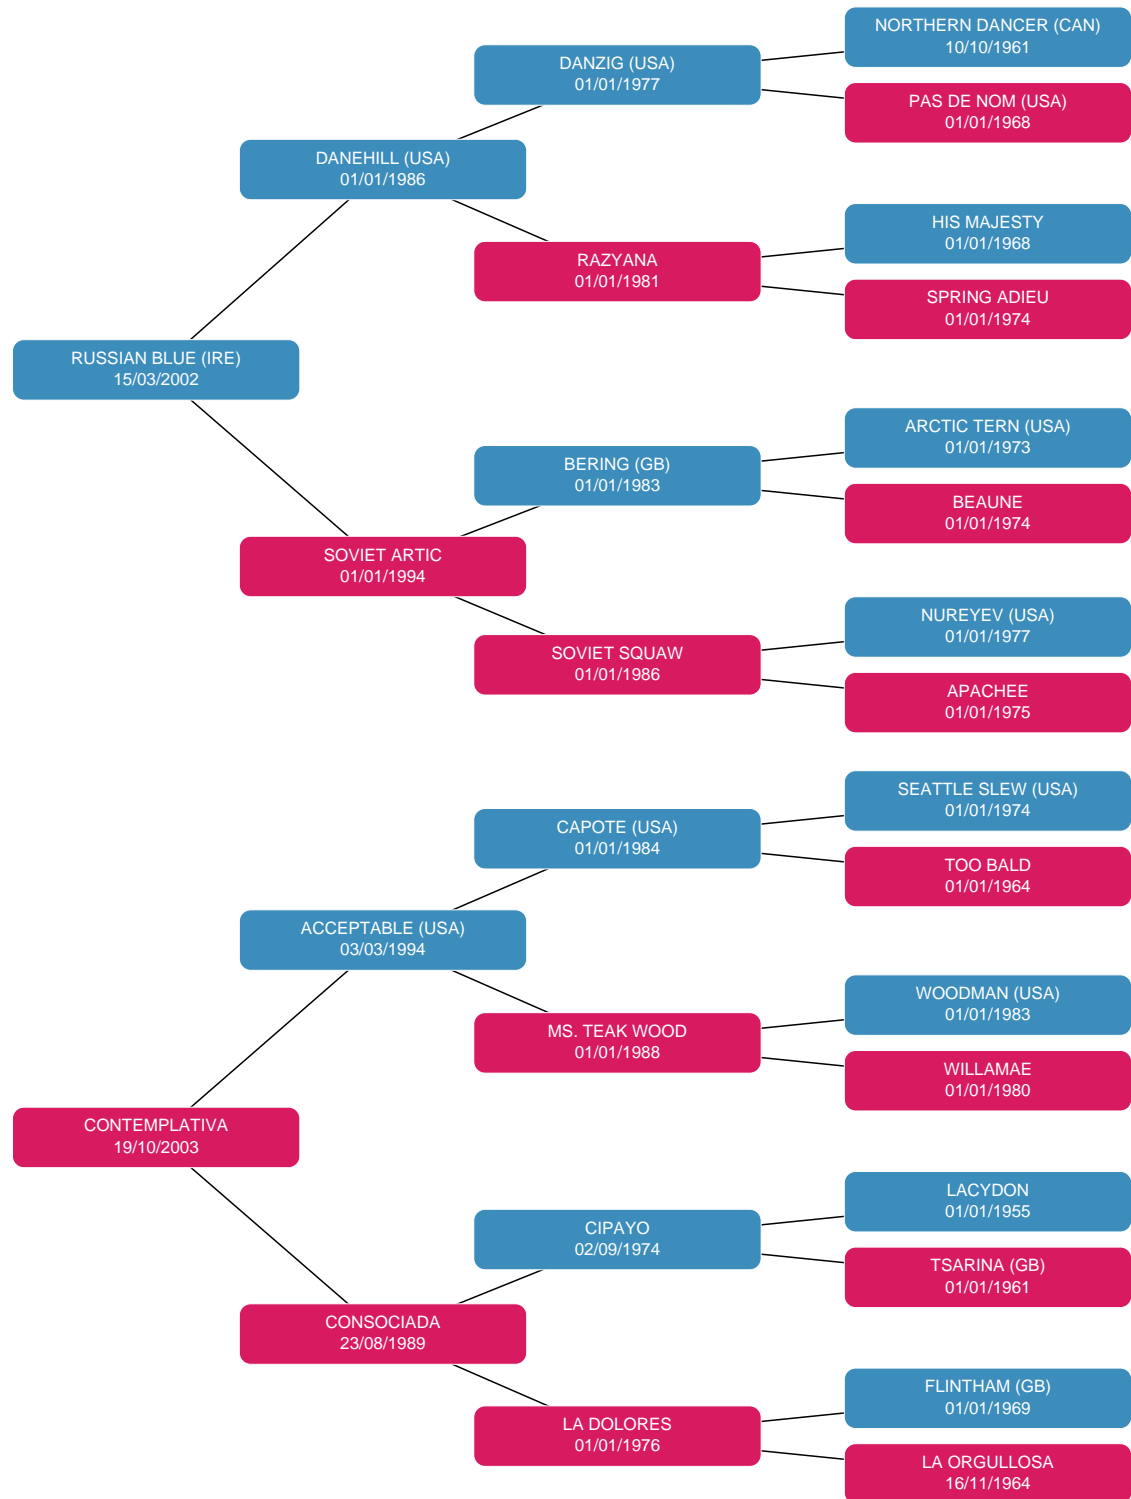 NORTHERN DANCER (CAN)
10/10/1961
DANZIG (USA)
01/01/1977
PAS DE NOM (USA)
01/01/1968
DANEHILL (USA)
01/01/1986
HIS MAJESTY
01/01/1968
RAZYANA
01/01/1981
SPRING ADIEU
01/01/1974
RUSSIAN BLUE (IRE)
15/03/2002
ARCTIC TERN (USA)
01/01/1973
BERING (GB)
01/01/1983
BEAUNE
01/01/1974
SOVIET ARTIC
01/01/1994
NUREYEV (USA)
01/01/1977
SOVIET SQUAW
01/01/1986
APACHEE
01/01/1975
SEATTLE SLEW (USA)
01/01/1974
CAPOTE (USA)
01/01/1984
TOO BALD
01/01/1964
ACCEPTABLE (USA)
03/03/1994
WOODMAN (USA)
01/01/1983
MS. TEAK WOOD
01/01/1988
WILLAMAE
01/01/1980
CONTEMPLATIVA
19/10/2003
LACYDON
01/01/1955
CIPAYO
02/09/1974
TSARINA (GB)
01/01/1961
CONSOCIADA
23/08/1989
FLINTHAM (GB)
01/01/1969
LA DOLORES
01/01/1976
LA ORGULLOSA
16/11/1964